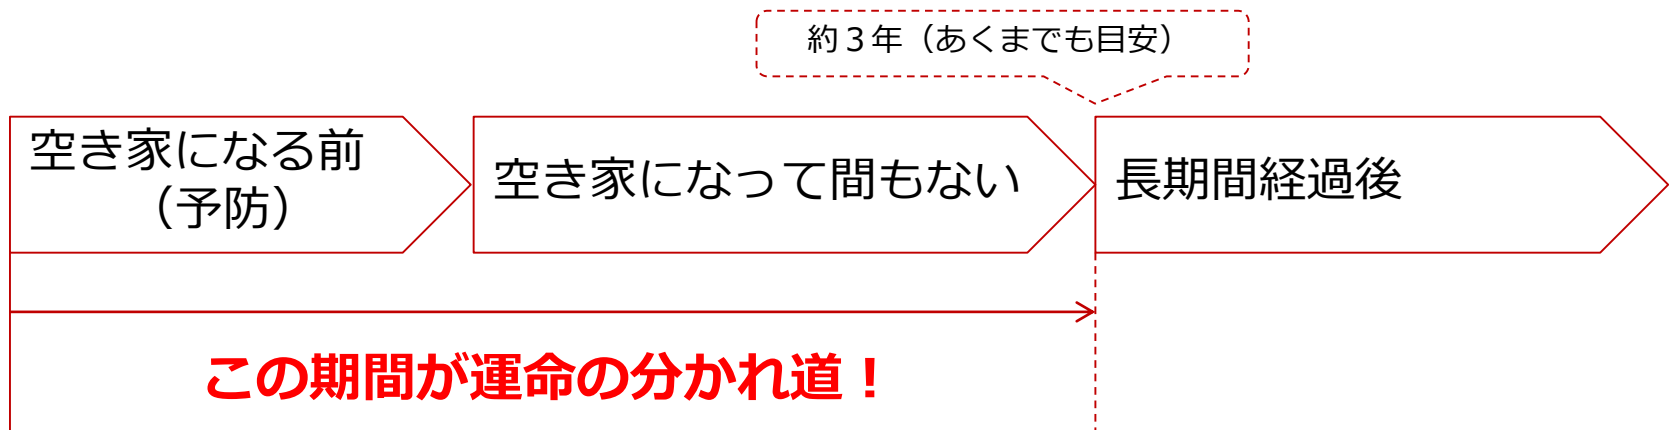 約３年（あくまでも目安）
空き家になる前
（予防）
空き家になって間もない
長期間経過後
この期間が運命の分かれ道！